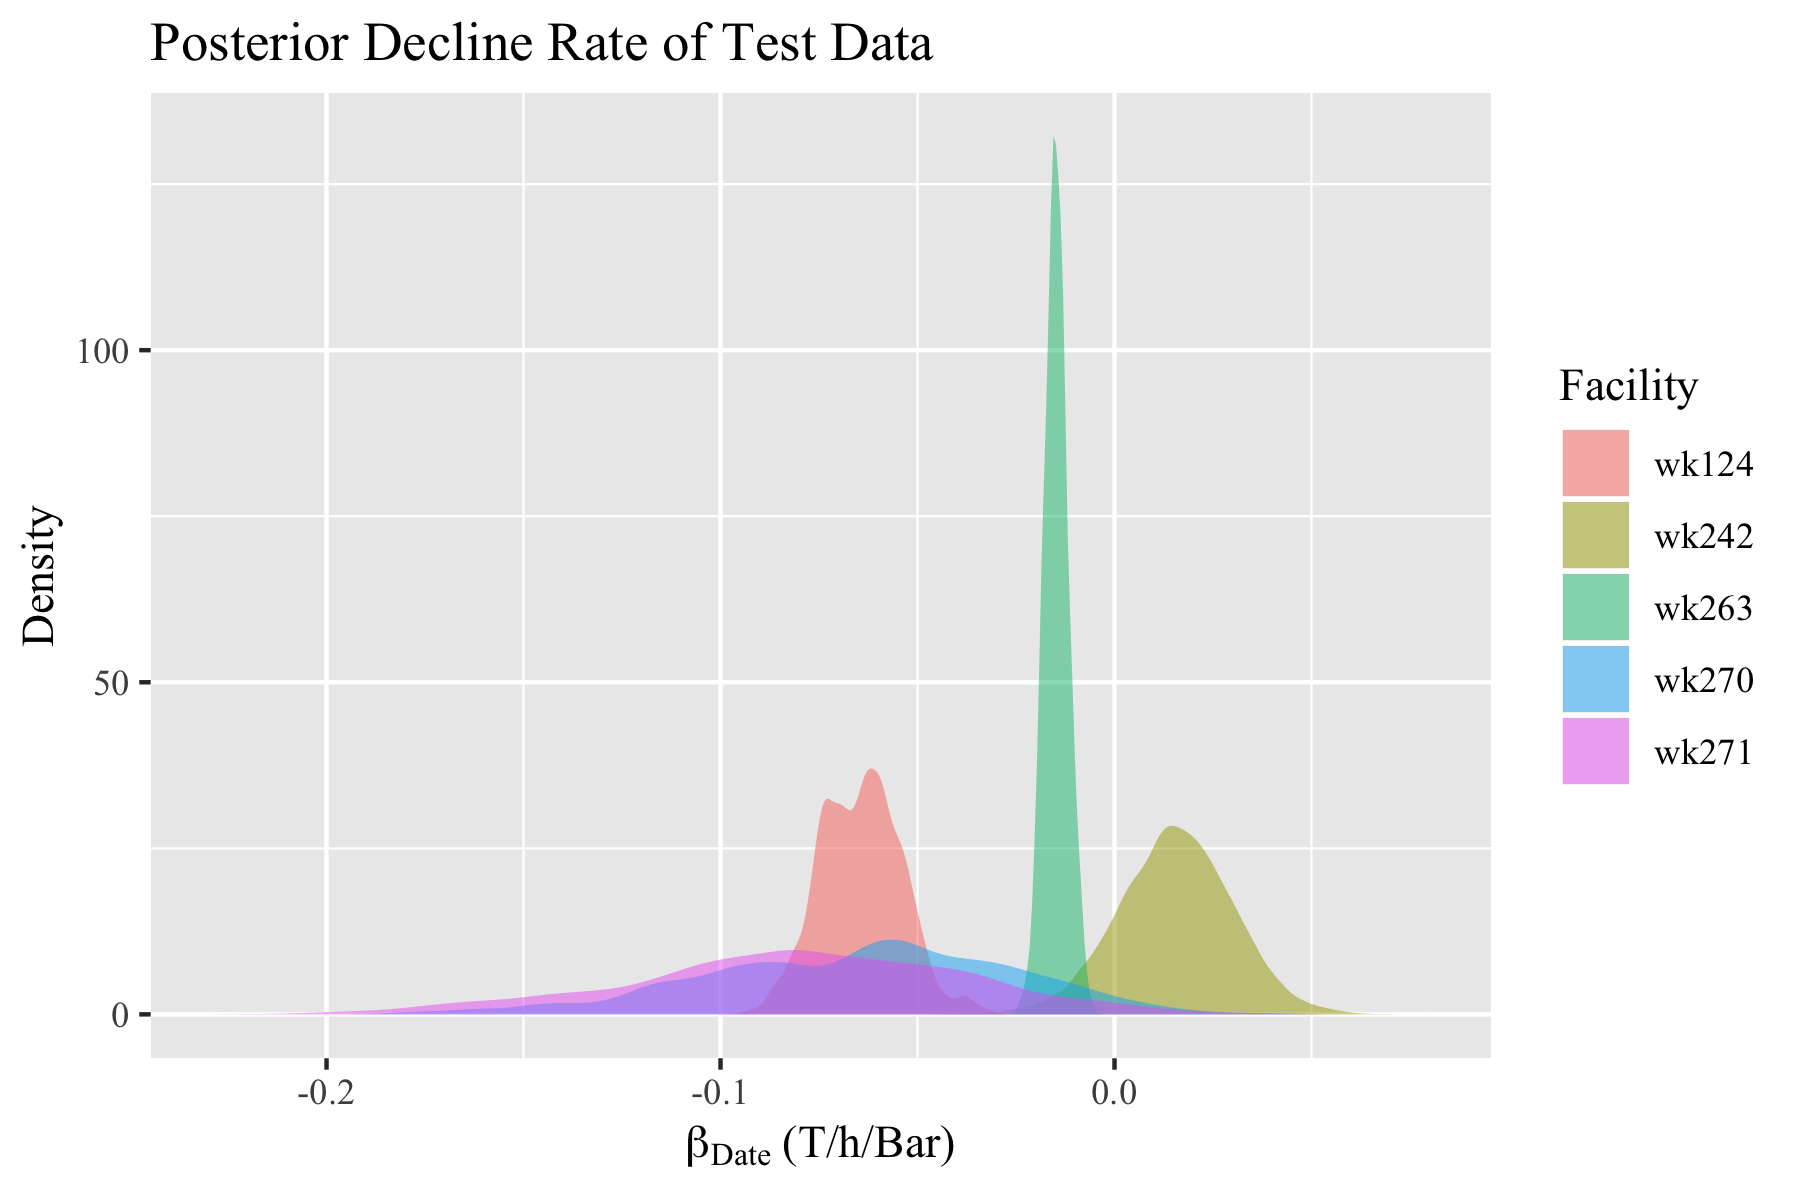 Posterior Decline Rate of Test Data
Density
100
50
0
-0.2
-0.1
0.0
βDate (T/h/Bar)
Facility
wk124
wk242
wk263
wk270
wk271